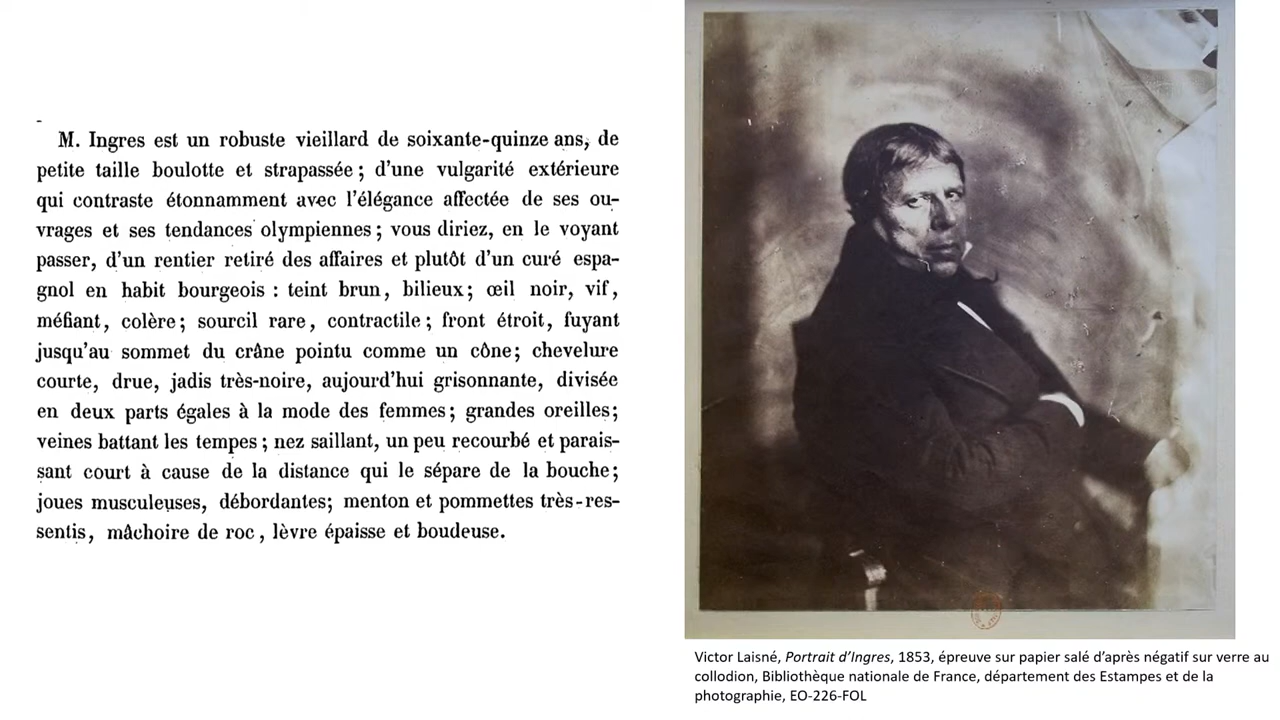 M. Ingres est un robuste vieillard de soixante-quinze ans, de
petite taille boulotte et strapassée ; d'une vulgarité extérieure
qui contraste étonnamment avec l'élégance affectée de ses ou-
vrages et ses tendances olympiennes ; vous diriez, en le voyant
passer, d'un rentier retiré des affaires et plutôt d'un curé espa-
gnol en habit bourgeois : teint brun, bilieux ; œil noir, vif,
méfiant, colère ; sourcil rare, contractile ; front étroit, fuyant
jusqu'au sommet du crâne pointu comme un cône ; chevelure
courte, drue, jadis très-noire, aujourd'hui grisonnante, divisée
en deux parts égales à la mode des femmes ; grandes oreilles ;
veines battant les tempes ; nez saillant, un peu recourbé et parais-
sant court à cause de la distance qui le sépare de la bouche ;
joues musculeuses, débordantes ; menton et pommettes très-res-
sentis, mâchoire de roc, lèvre épaisse et boudeuse.
Victor Laisné, Portrait d'Ingres, 1853, épreuve sur papier salé d'après négatif sur verre au
collodion, Bibliothèque nationale de France, département des Estampes et de la
photographie, EO-226-FOL